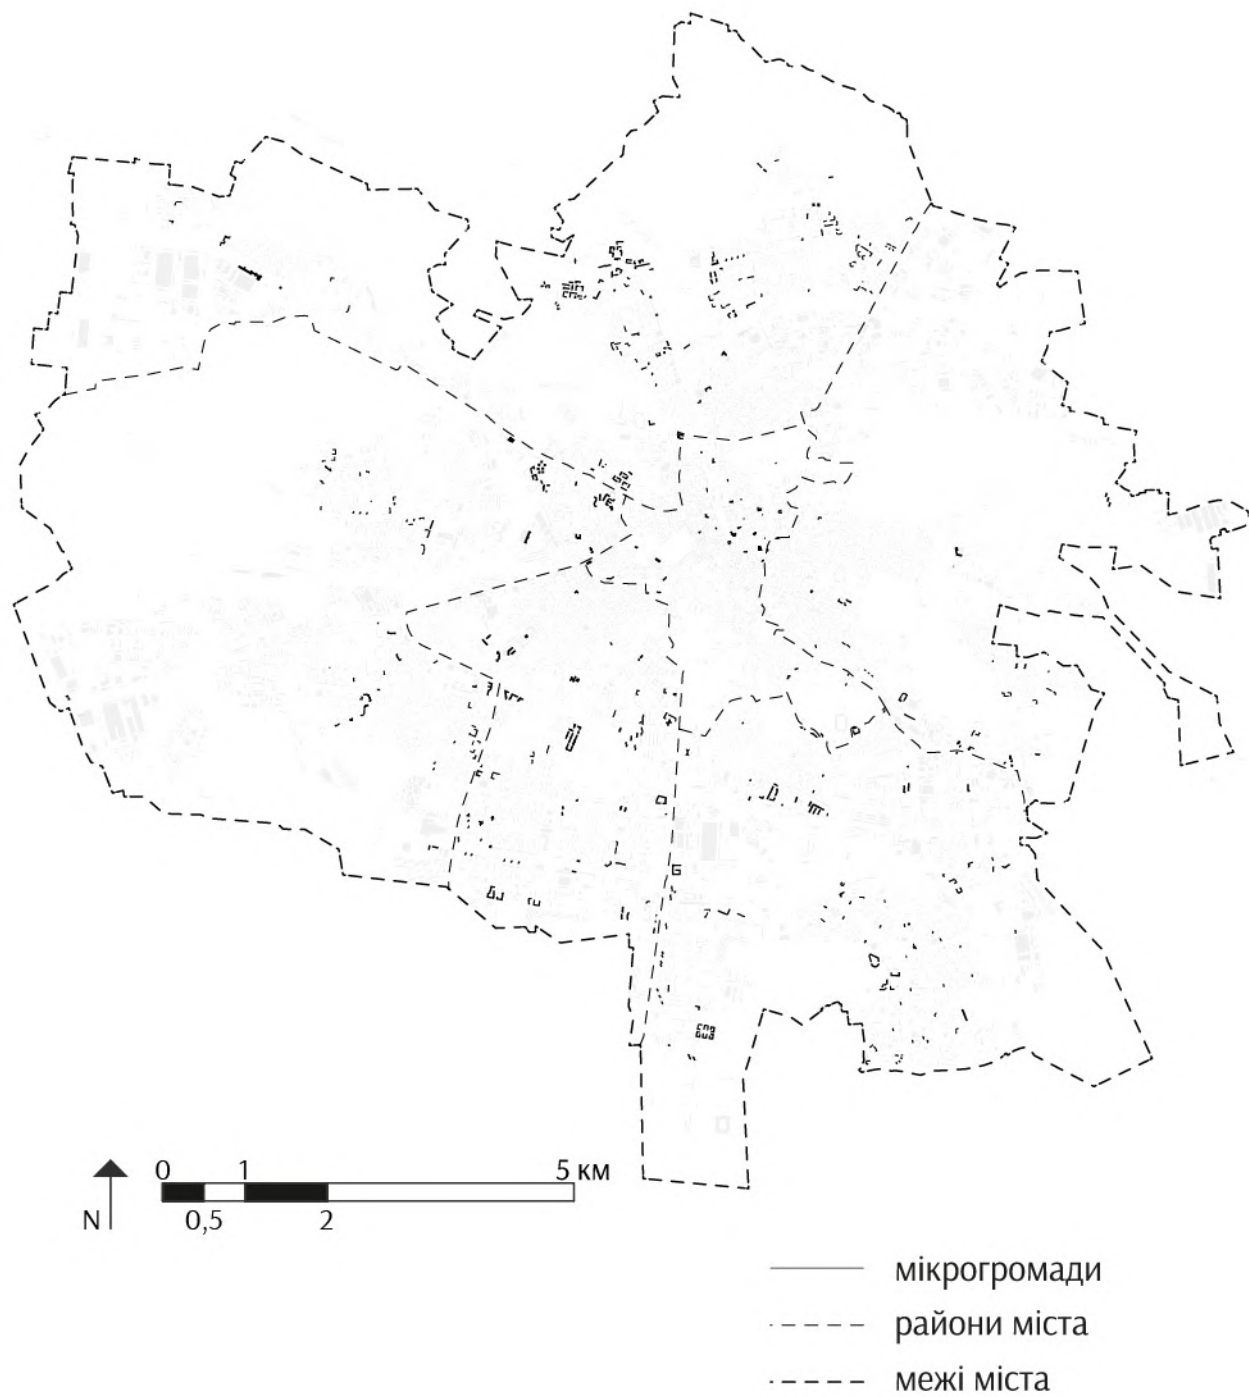 0 1 5 км
N 0,5 2
мікрогромади
райони міста
межі міста